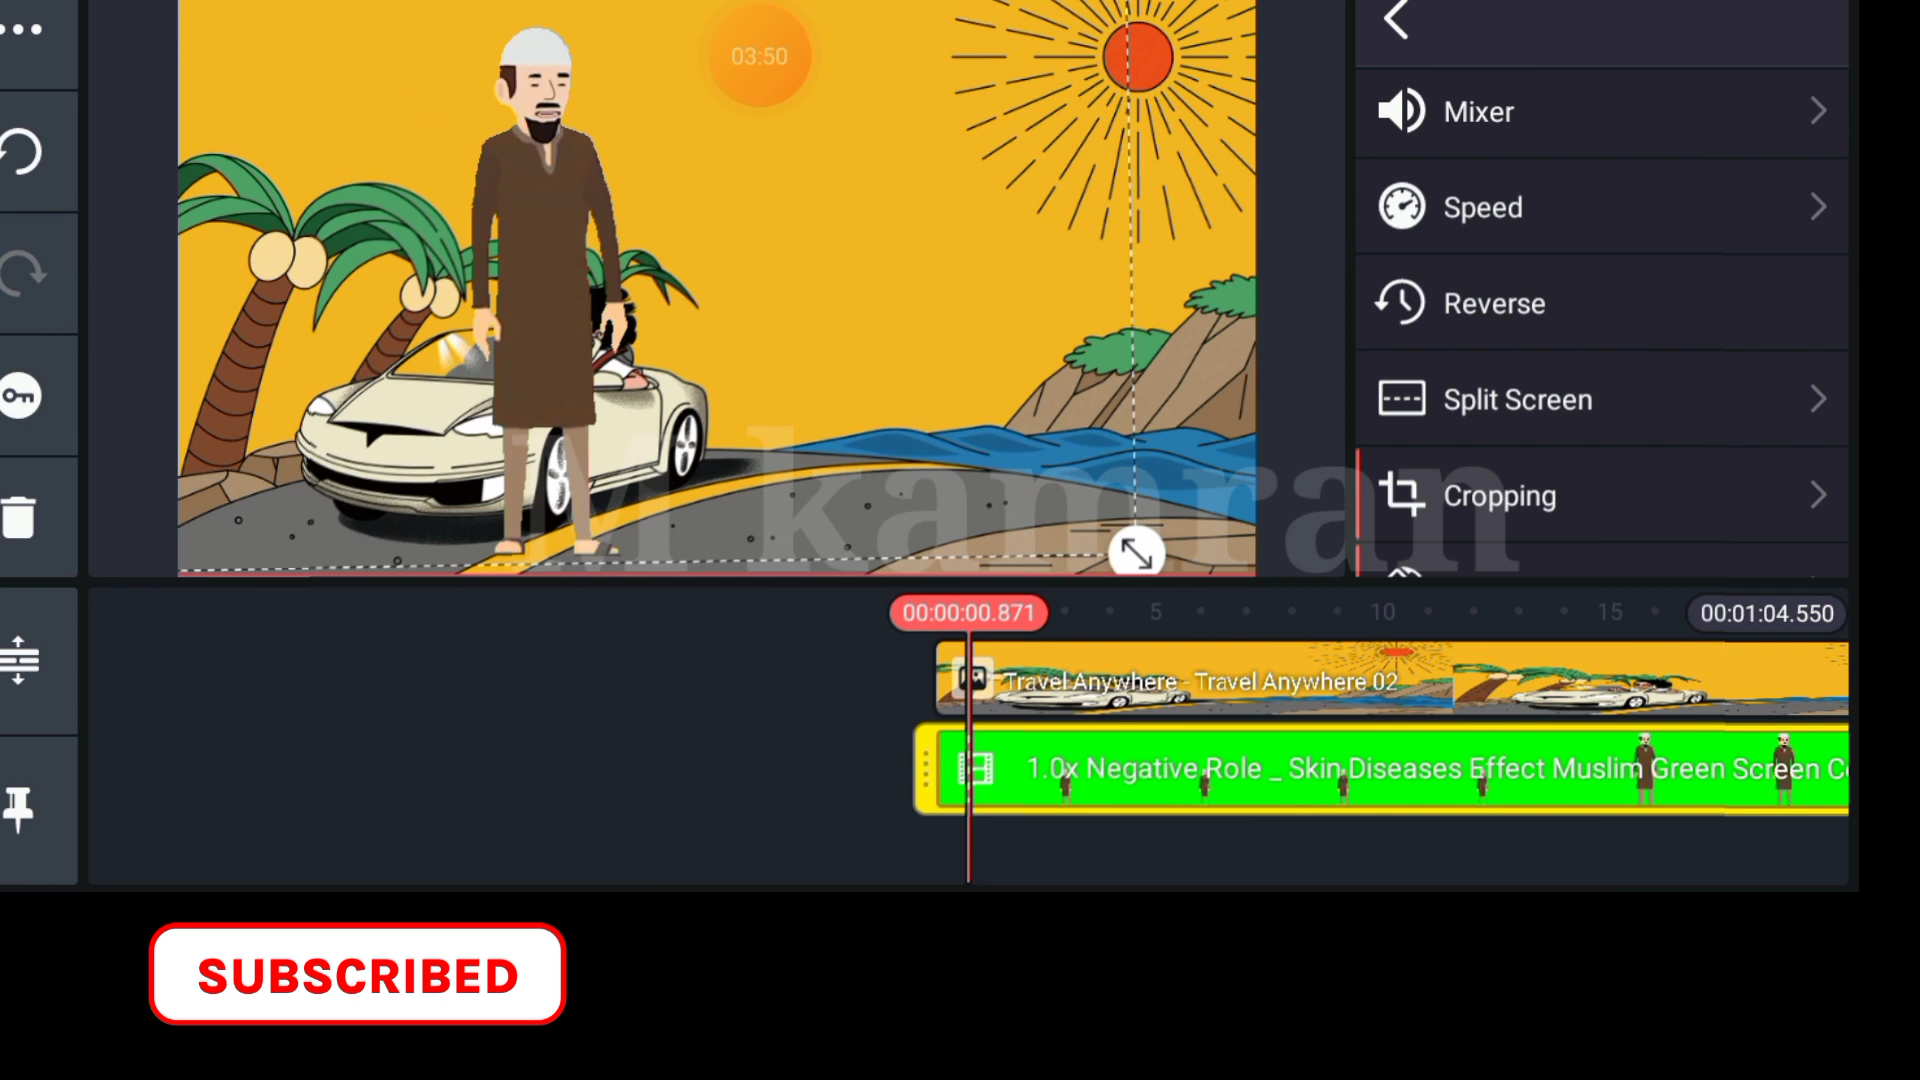 03:50
Mixer
Speed
Reverse
Split Screen
Cropping
M kamran
00:00:00.871
5
10
15
00:01:04.550
Travel Anywhere - Travel Anywhere 02
1.0x Negative Role _ Skin Diseases Effect Muslim Green Screen
SUBSCRIBED